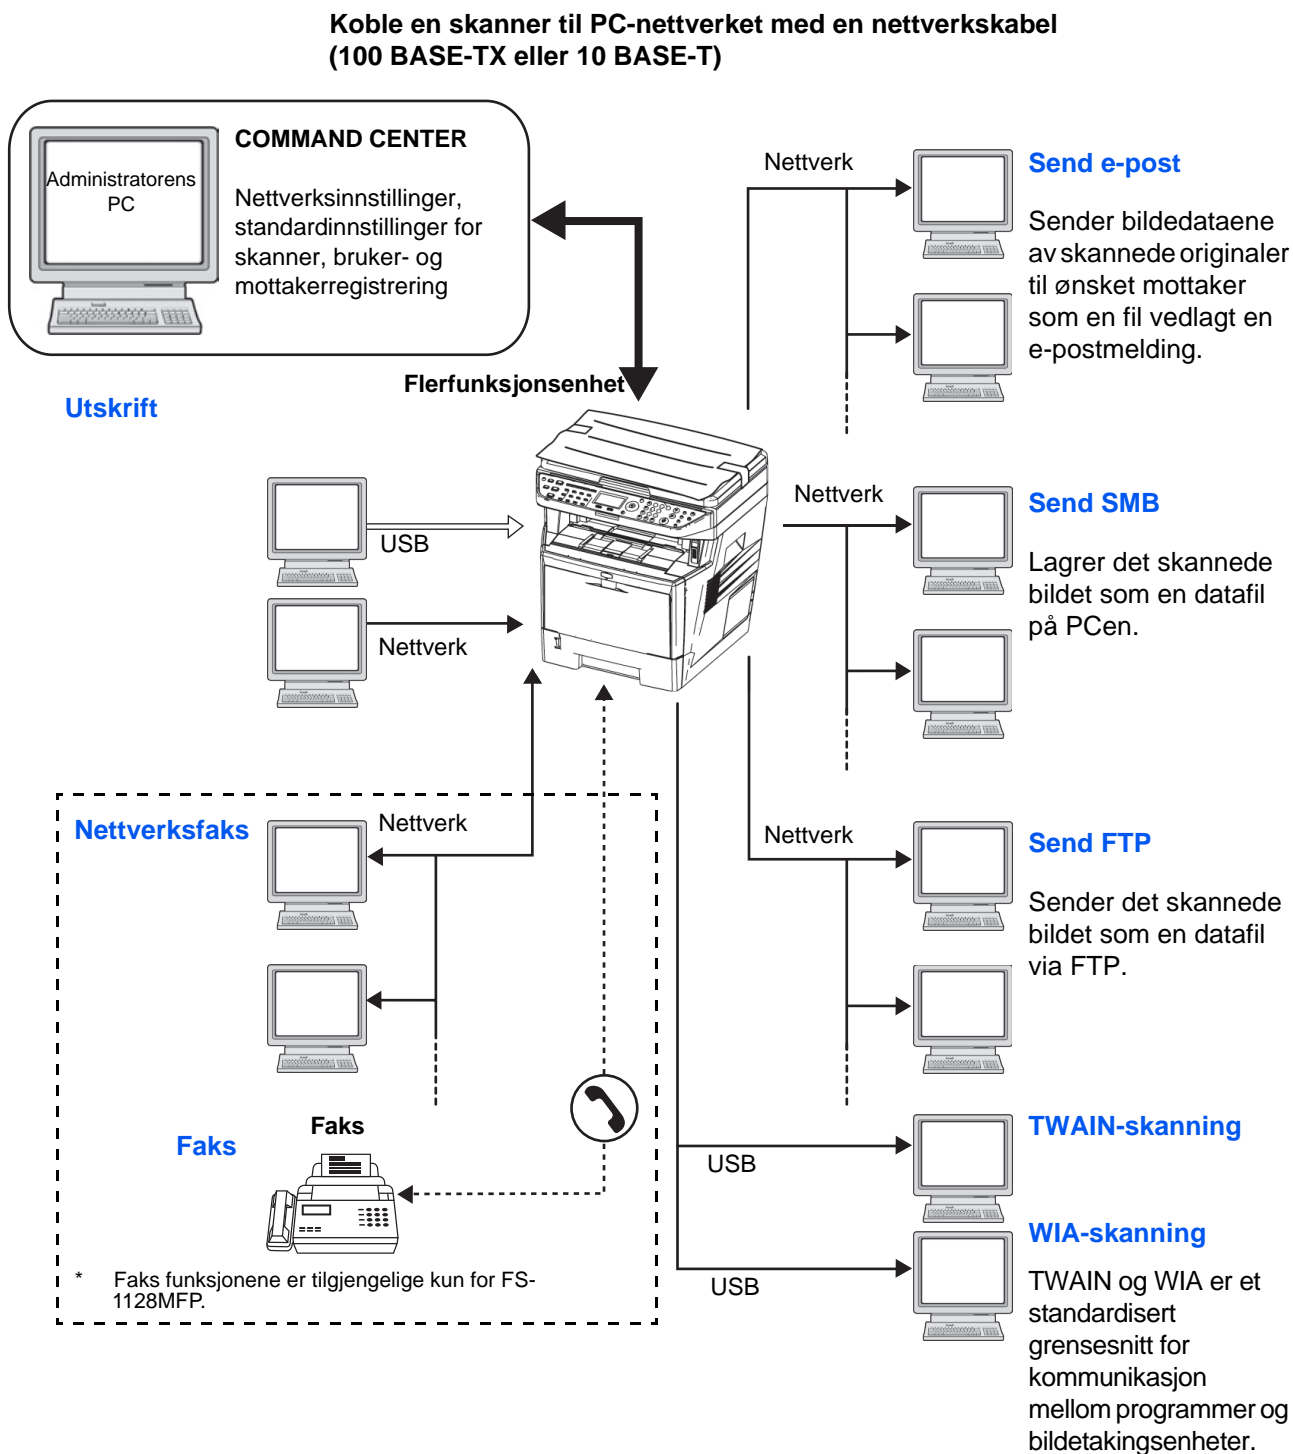 Koble en skanner til PC-nettverket med en nettverkskabel
(100 BASE-TX eller 10 BASE-T)
Administratorens
PC
COMMAND CENTER
Nettverksinnstillinger,
standardinnstillinger for
skanner, bruker- og
mottakerregistrering
Flerfunksjonsenhet
Utskrift
USB
Nettverk
Nettverksfaks
Nettverk
Faks
Faks
* Faks funksjonene er tilgjengelige kun for FS-
1128MFP.
Nettverk
Send e-post
Sender bildedataene
av skannede originaler
til ønsket mottaker
som en fil vedlagt en
e-postmelding.
Nettverk
Send SMB
Lagrer det skannede
bildet som en datafil
på PCen.
Nettverk
Send FTP
Sender det skannede
bildet som en datafil
via FTP.
TWAIN-skanning
USB
WIA-skanning
USB
TWAIN og WIA er et
standardisert
grensesnitt for
kommunikasjon
mellom programmer og
bildetakingsenheter.